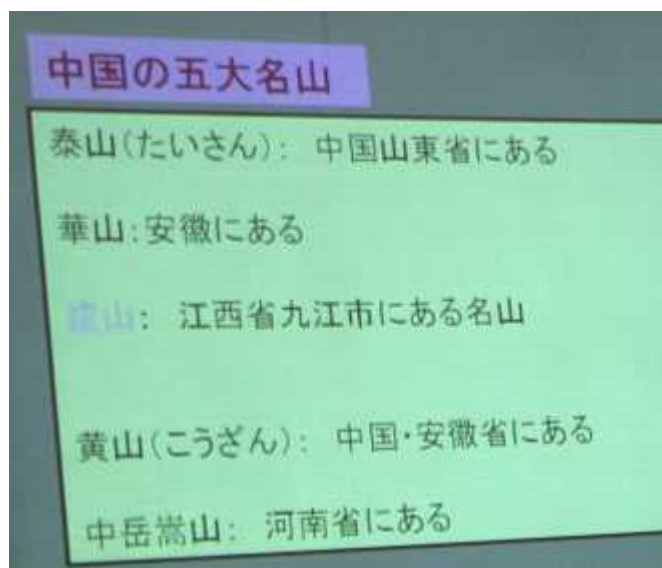 中国の五大名山
泰山(たいさん): 中国山東省にある
華山:安徽にある
廬山: 江西省九江市にある名山
黄山(こうざん): 中国・安徽省にある
中岳嵩山: 河南省にある